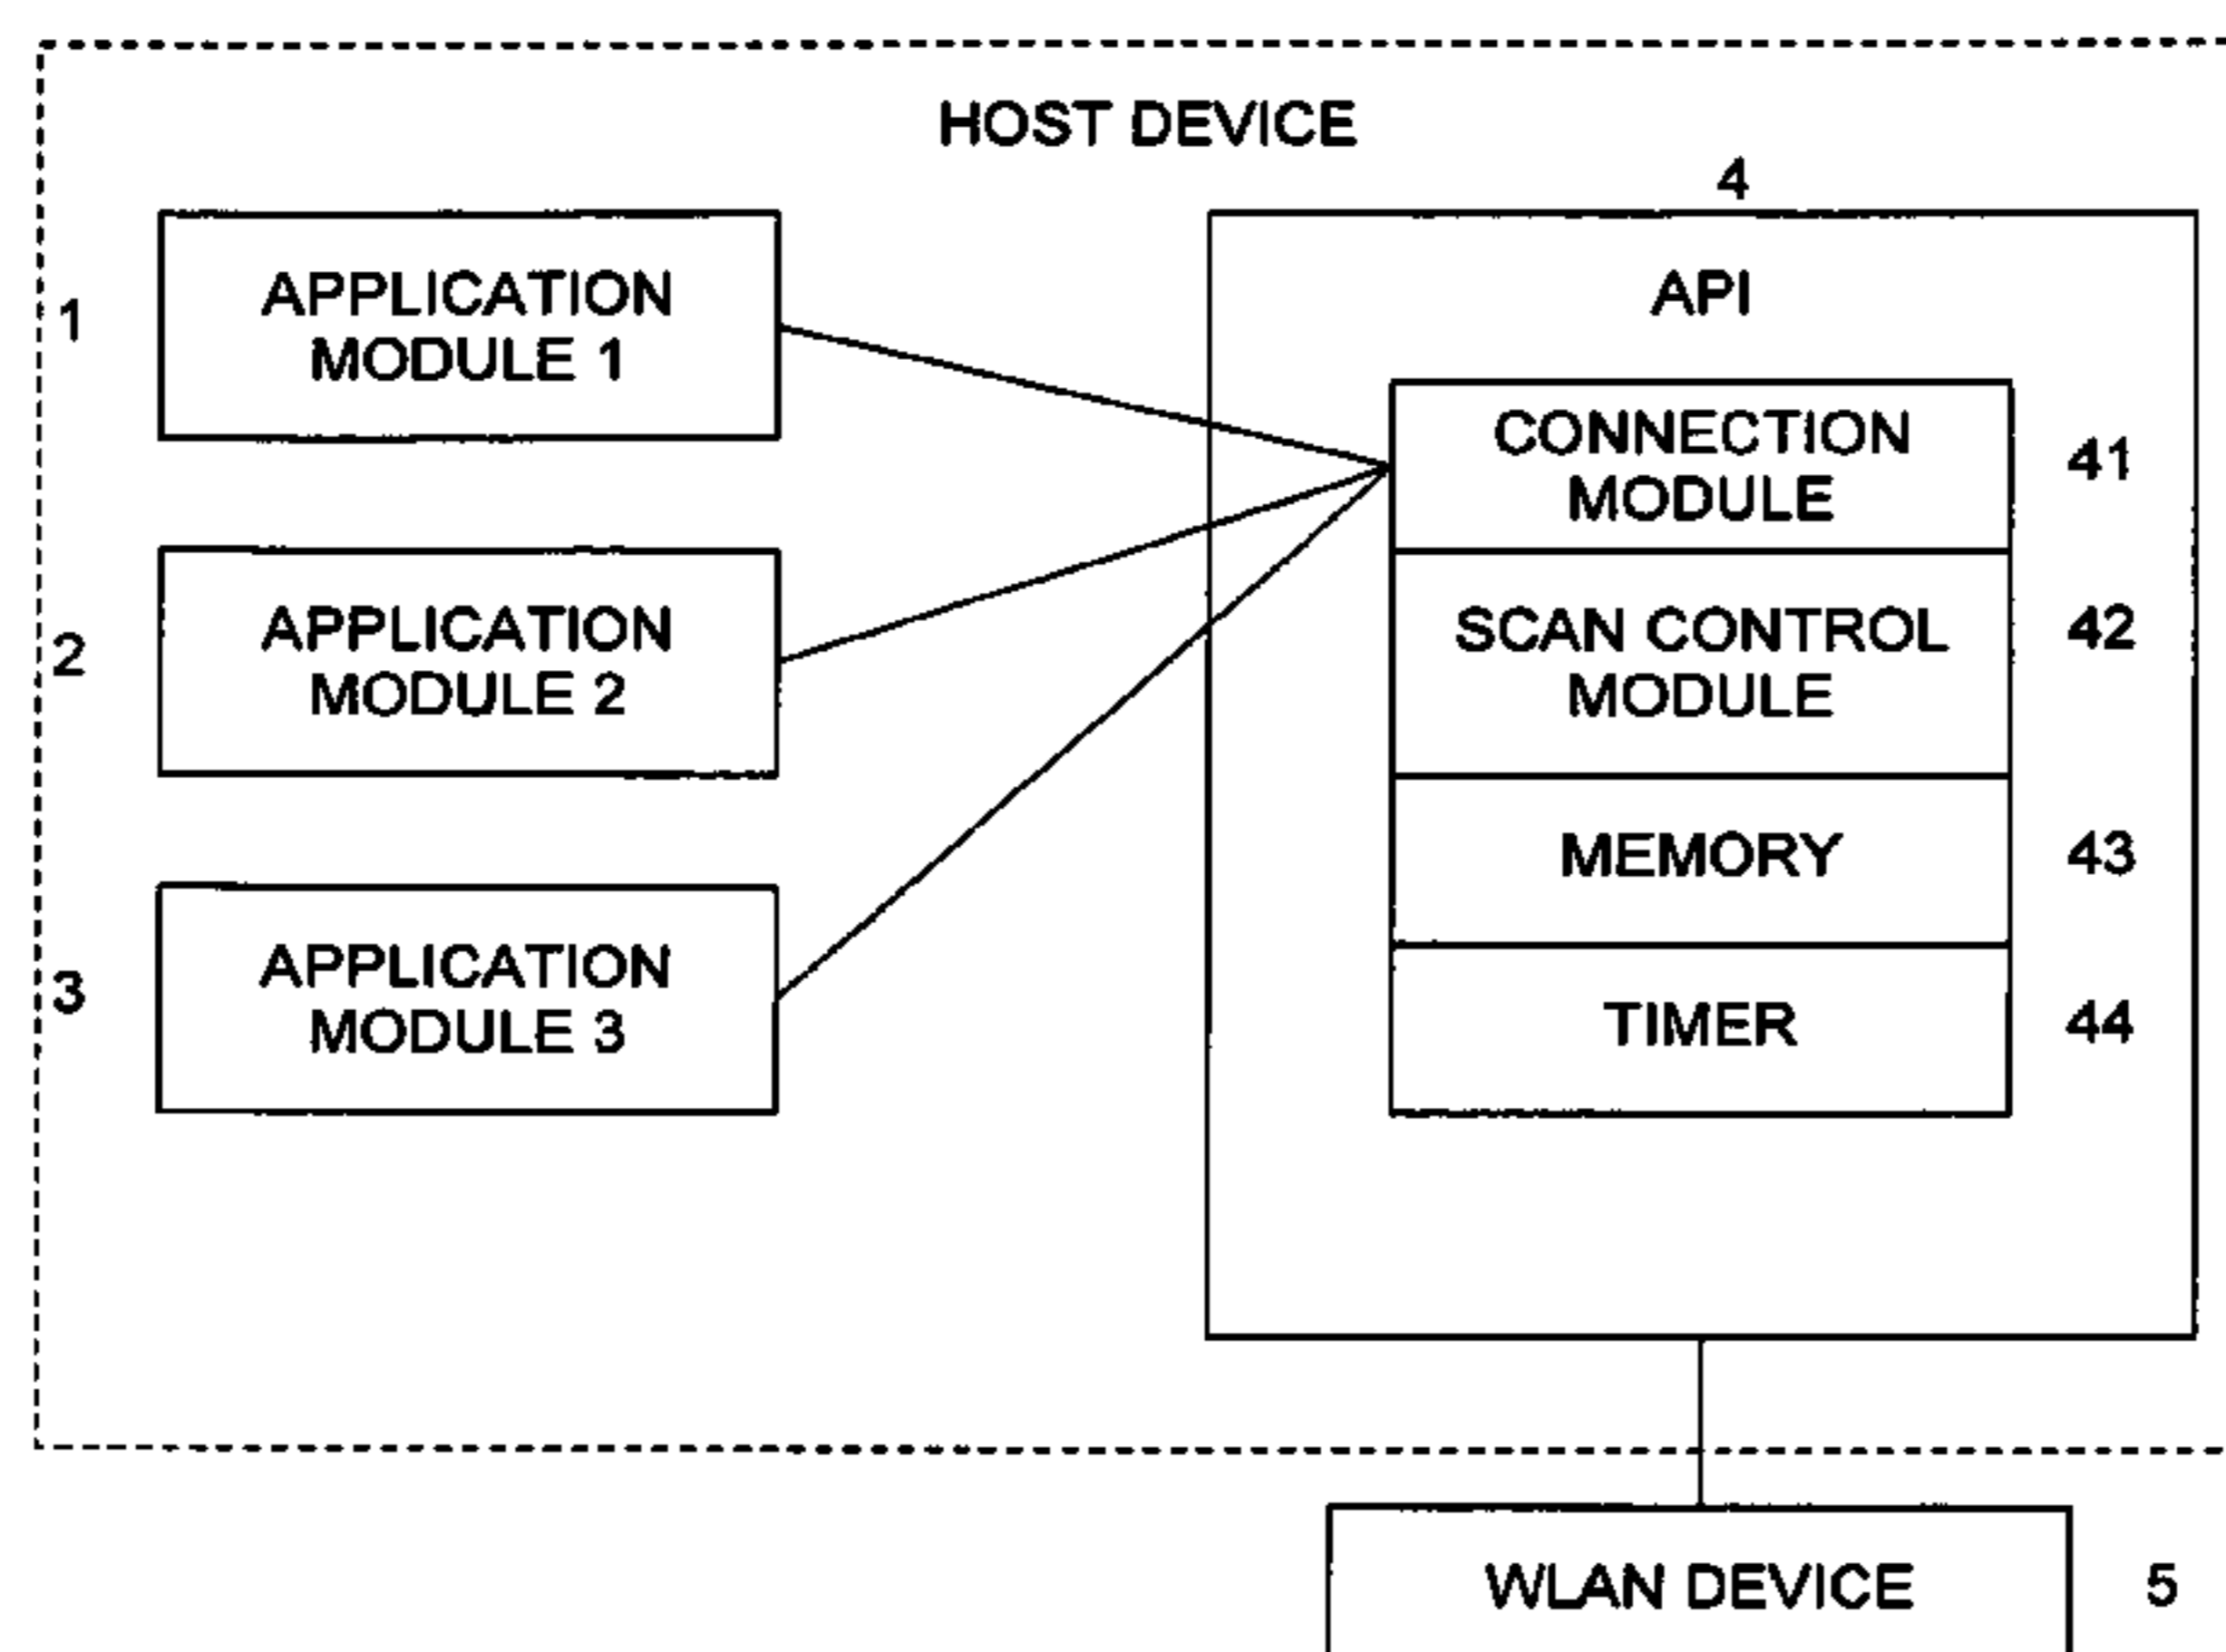 HOST DEVICE
4
1
APPLICATION
MODULE 1
2
APPLICATION
MODULE 2
3
APPLICATION
MODULE 3
API
CONNECTION
MODULE
41
SCAN CONTROL
MODULE
42
MEMORY
43
TIMER
44
WLAN DEVICE
5